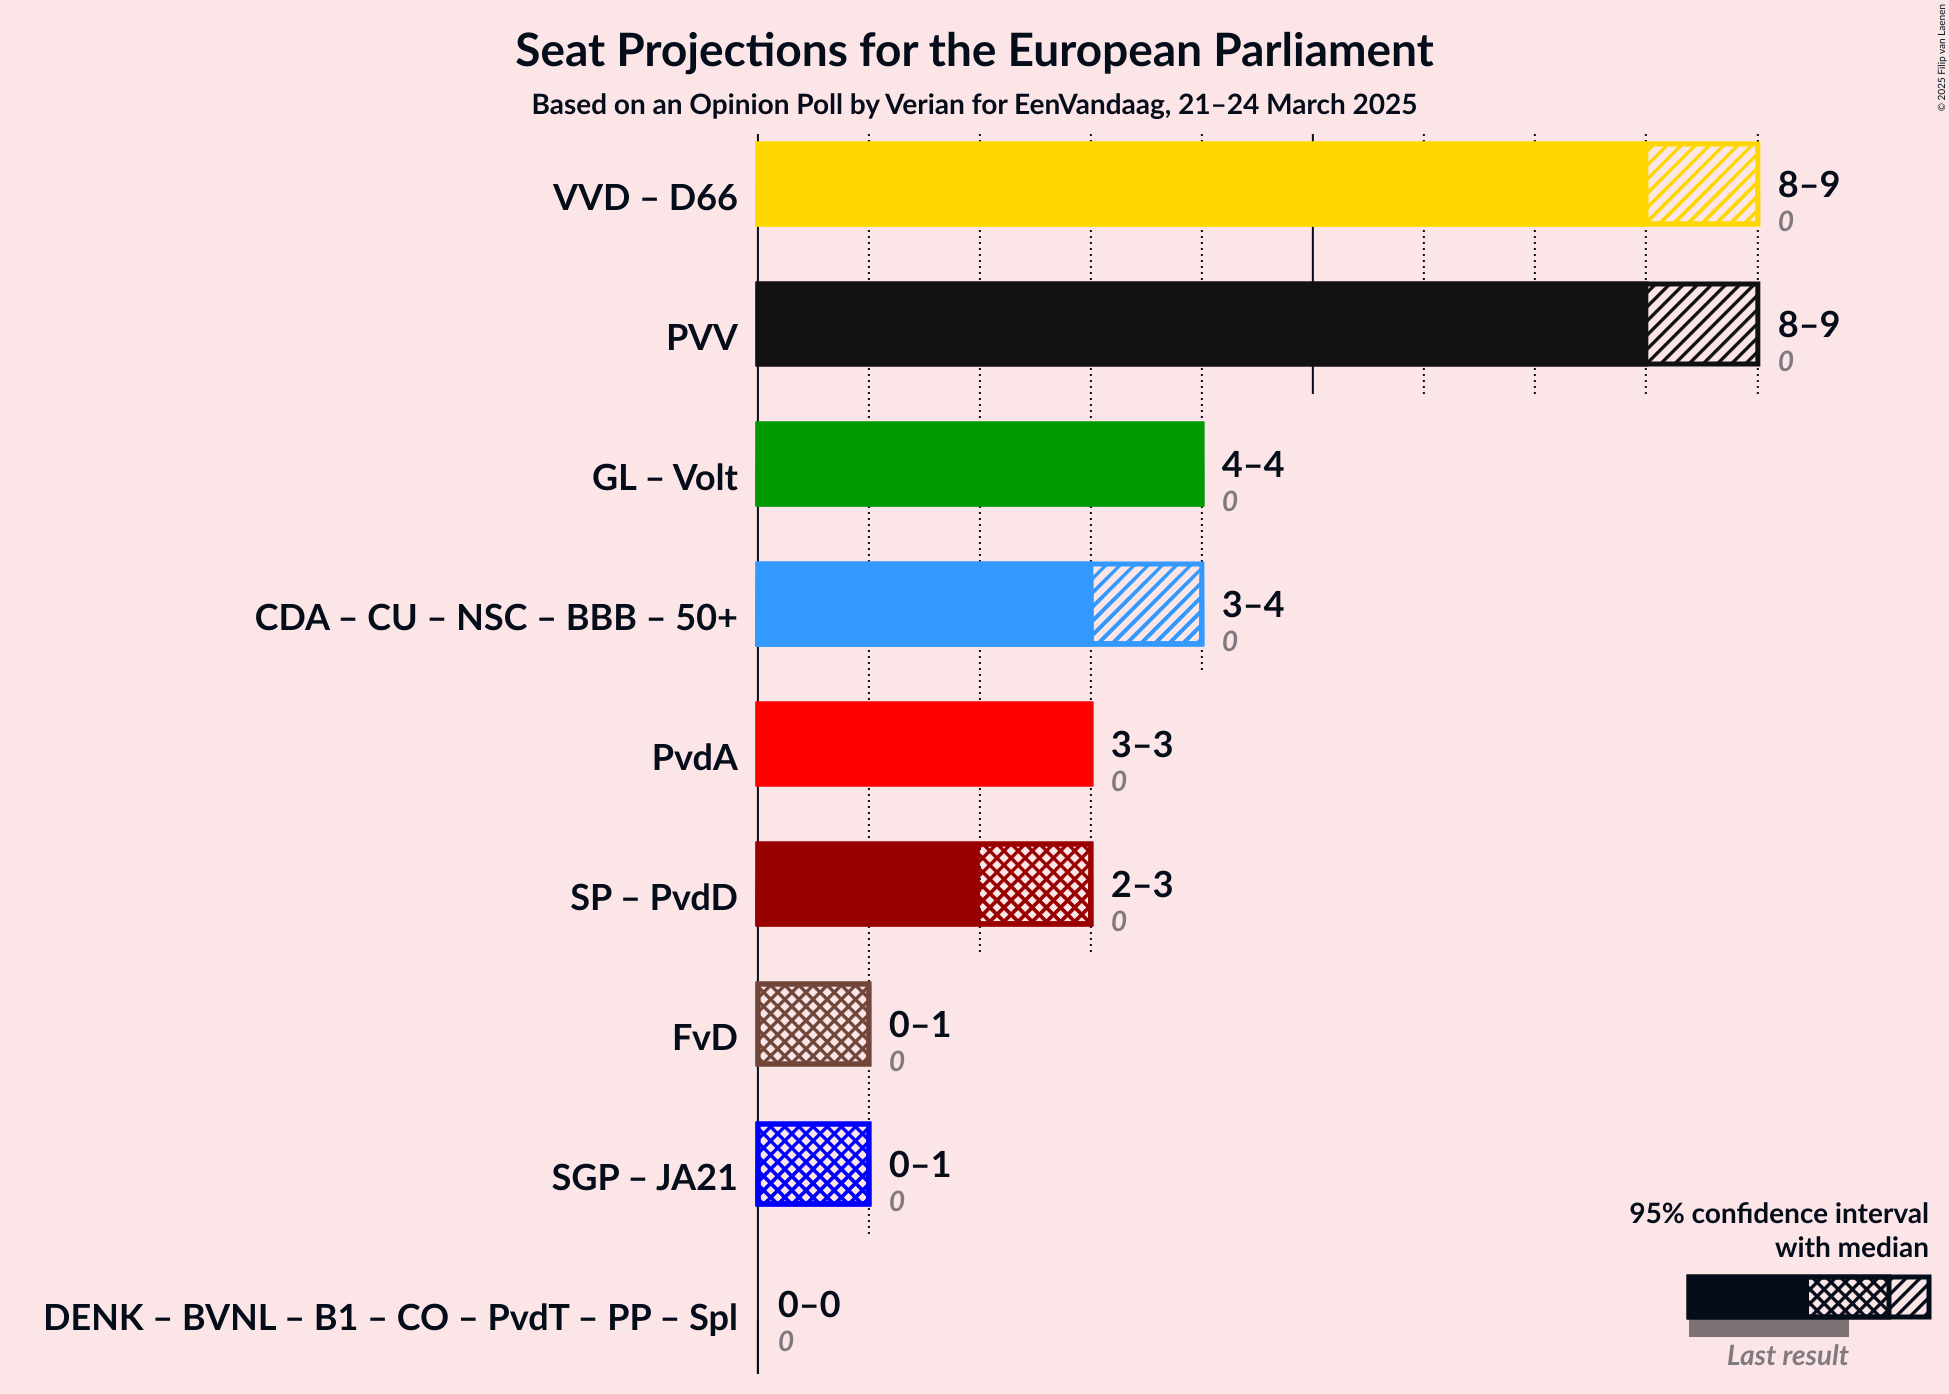 Seat Projections for the European Parliament
Based on an Opinion Poll by Verian for EenVandaag, 21–24 March 2025
© 2025 Filip van Laenen
VVD – D66
8–9
0
PVV
8–9
0
GL – Volt
4–4
0
CDA – CU – NSC – BBB – 50+
3–4
0
PvdA
3–3
0
SP – PvdD
2–3
0
FvD
0–1
0
SGP – JA21
0–1
0
DENK – BVNL – B1 – CO – PvdT – PP – Spl
0–0
0
95% confidence interval
with median
Last result